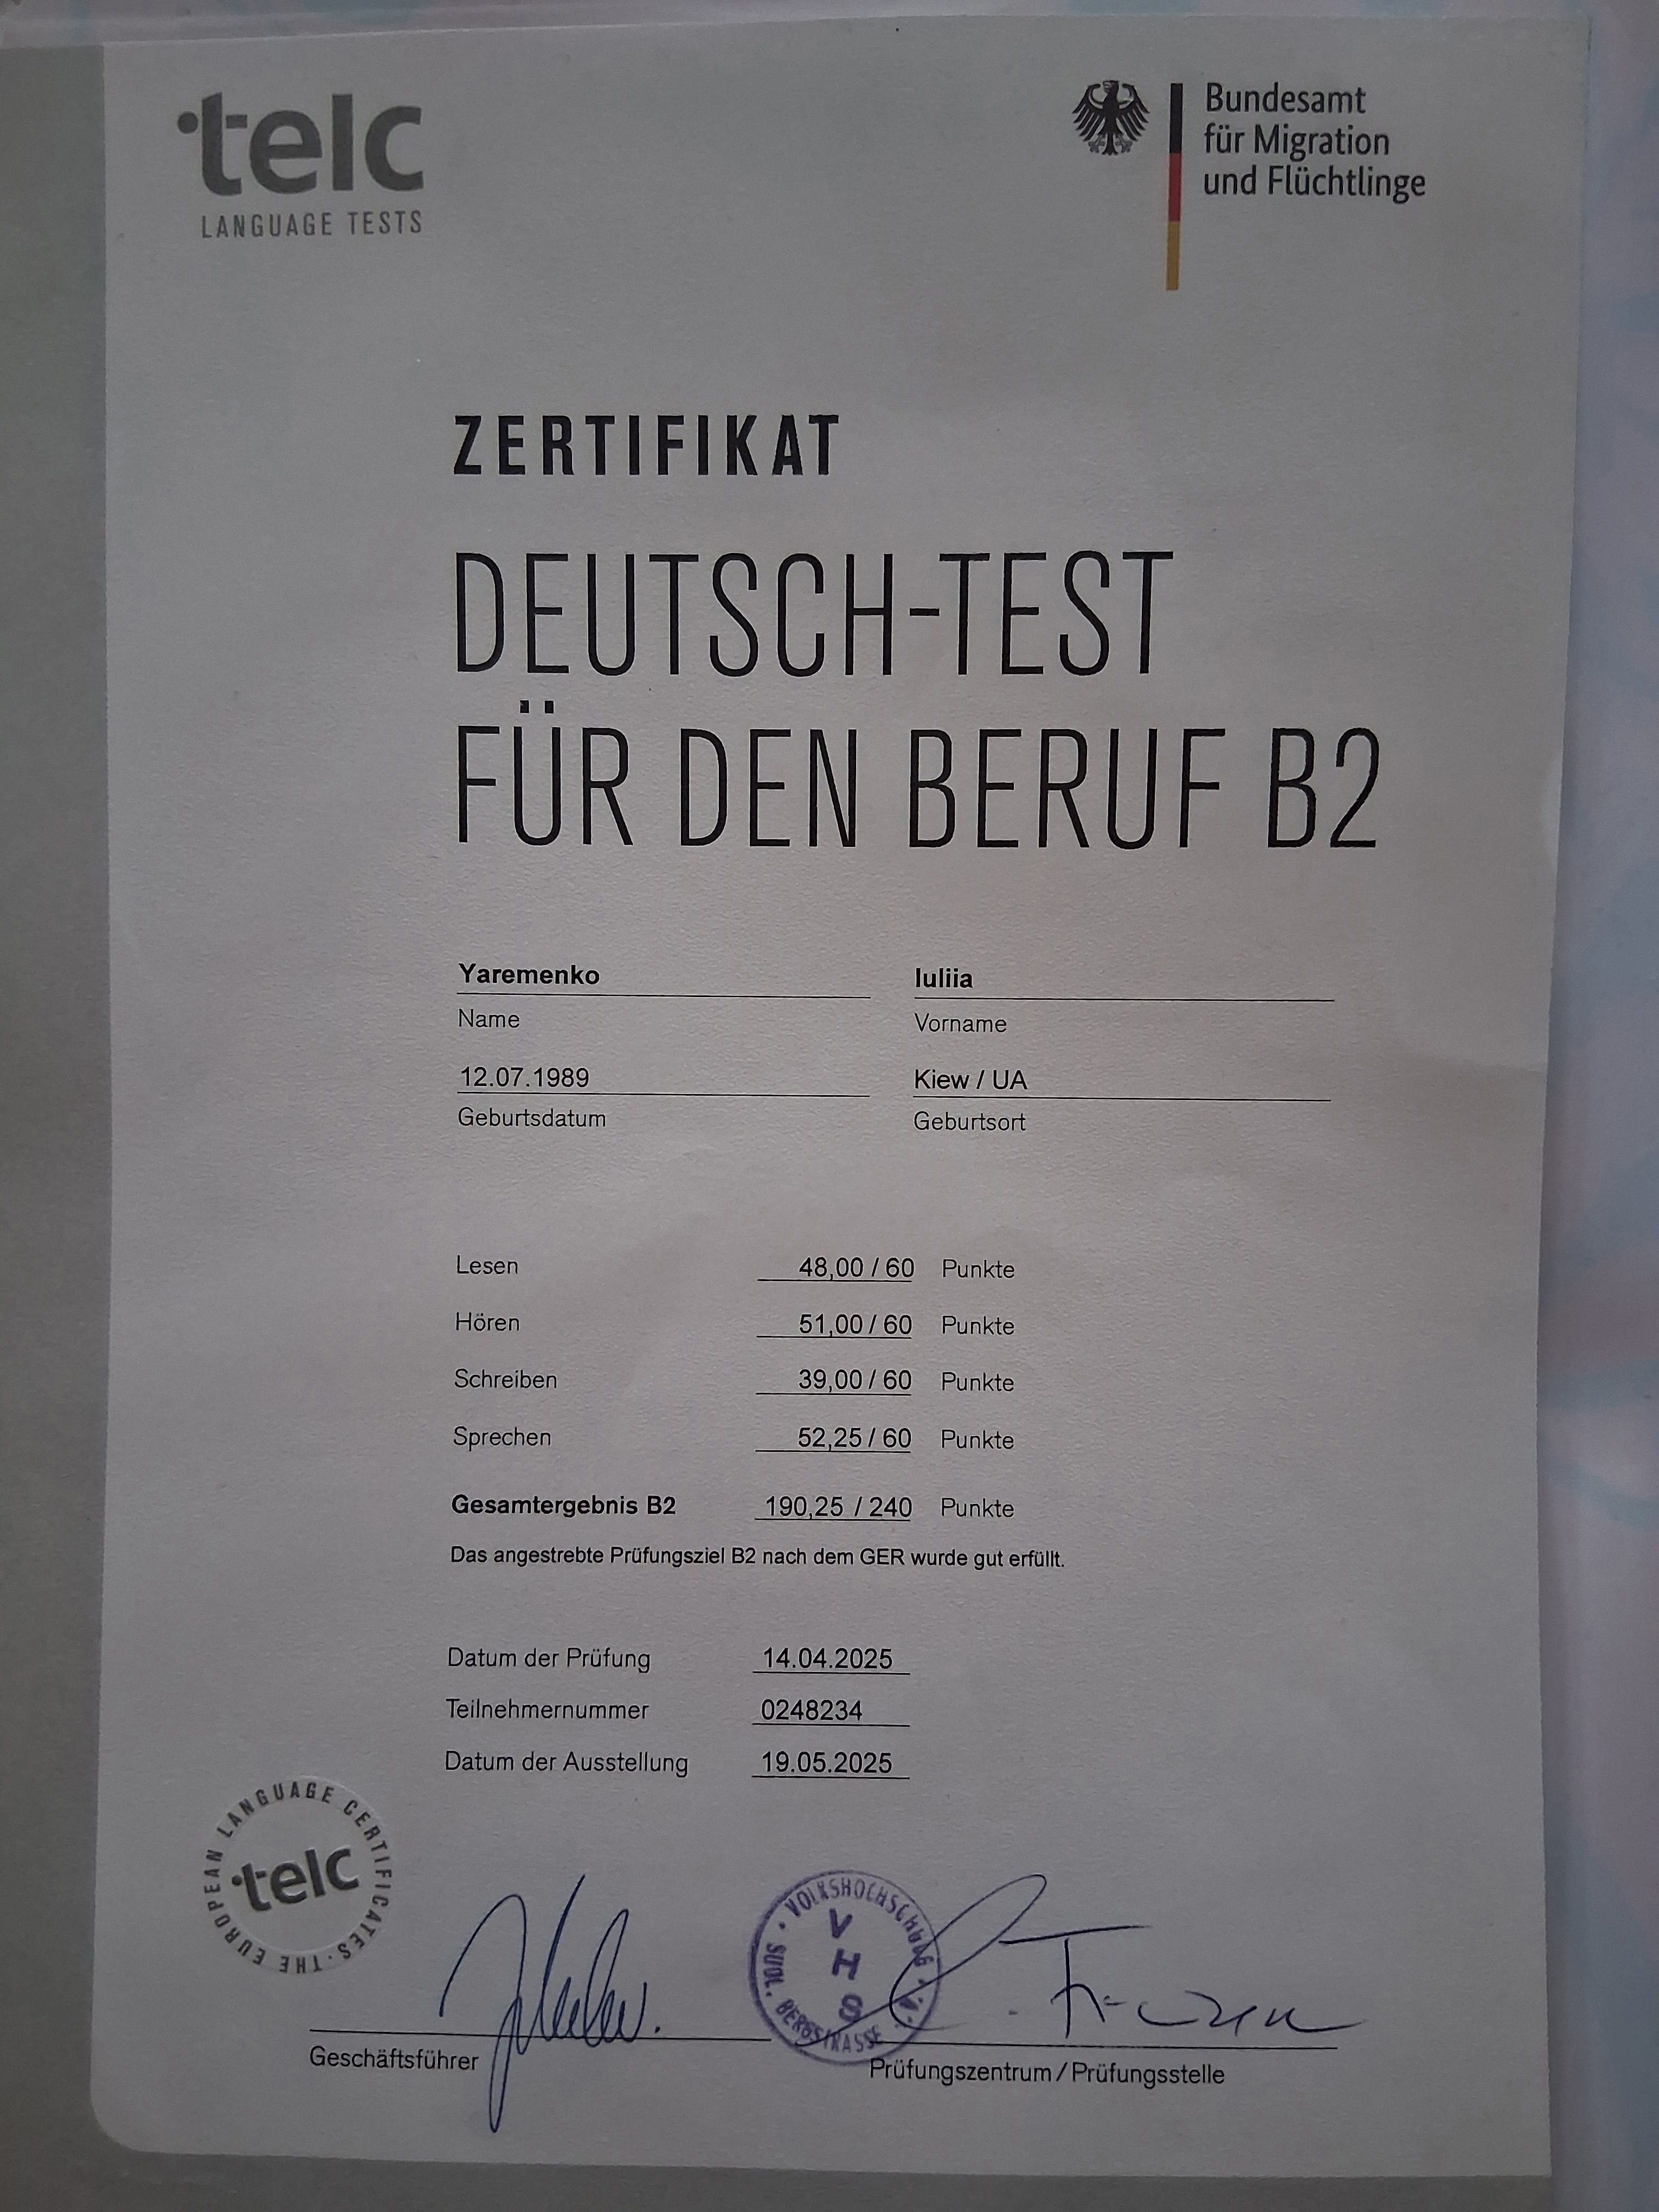 telc
LANGUAGE TESTS
Bundesamt
für Migration
und Flüchtlinge
ZERTIFIKAT
DEUTSCH-TEST
FÜR DEN BERUF B2
Yaremenko Iuliia
Name Vorname
12.07.1989 Kiew / UA
Geburtsdatum Geburtsort
Lesen 48,00 / 60 Punkte
Hören 51,00 / 60 Punkte
Schreiben 39,00 / 60 Punkte
Sprechen 52,25 / 60 Punkte
Gesamtergebnis B2 190,25 / 240 Punkte
Das angestrebte Prüfungsziel B2 nach dem GER wurde gut erfüllt.
Datum der Prüfung 14.04.2025
Teilnehmernummer 0248234
Datum der Ausstellung 19.05.2025
THE EUROPEAN LANGUAGE CERTIFICATES
telc
VOLKSHOCHSCHULE
SÜDL. BERGSTRASSE
V
H
S
Geschäftsführer
Prüfungszentrum / Prüfungsstelle